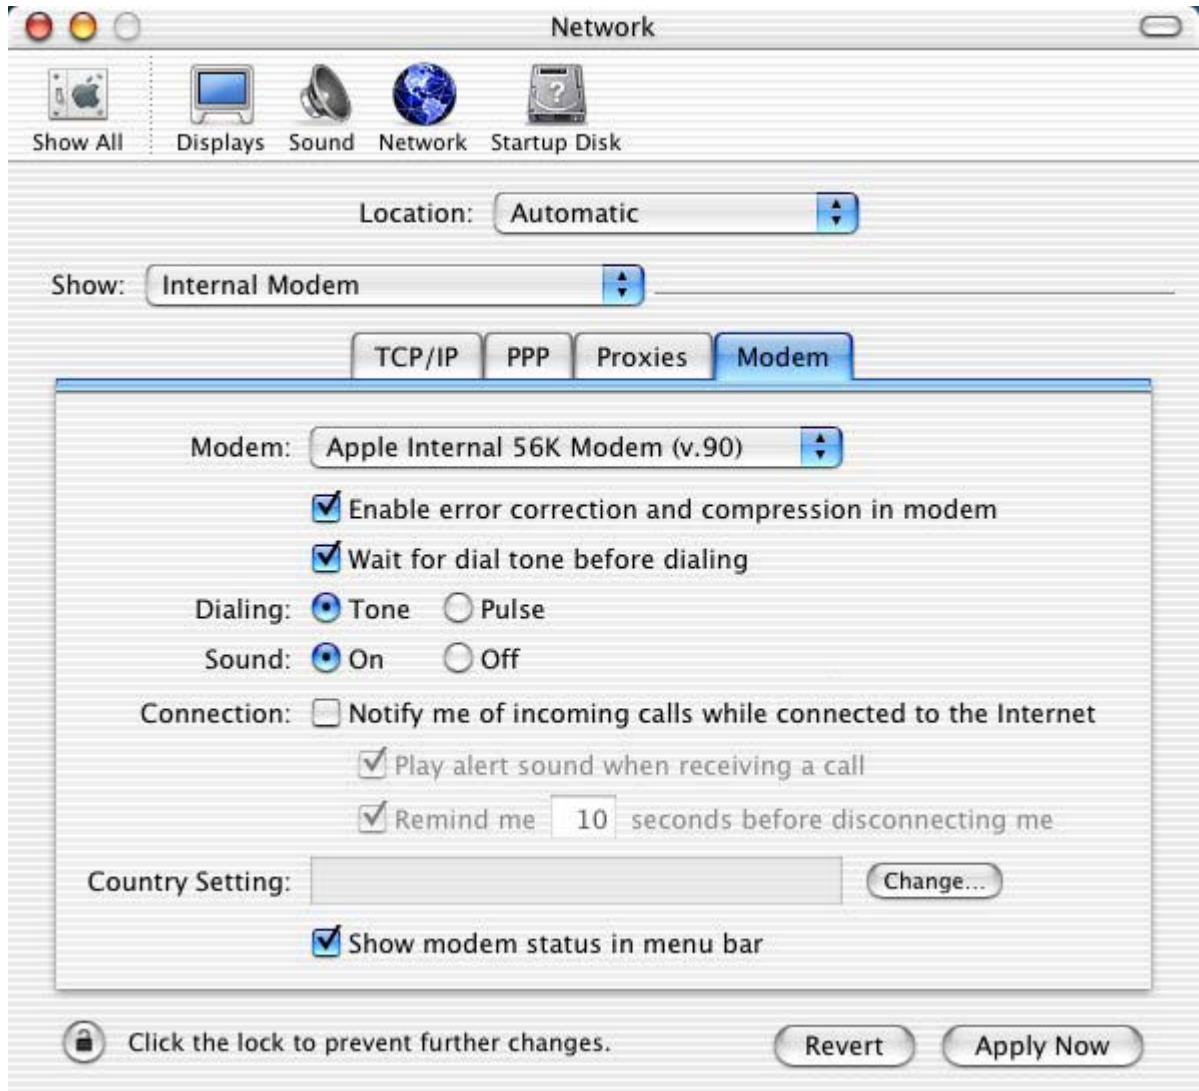 Network
Show All Displays Sound Network Startup Disk
Location: Automatic
Show: Internal Modem
TCP/IP PPP Proxies Modem
Modem: Apple Internal 56K Modem (v.90)
Enable error correction and compression in modem
Wait for dial tone before dialing
Dialing: Tone Pulse
Sound: On Off
Connection: Notify me of incoming calls while connected to the Internet
Play alert sound when receiving a call
Remind me 10 seconds before disconnecting me
Country Setting: Change...
Show modem status in menu bar
Click the lock to prevent further changes. Revert Apply Now